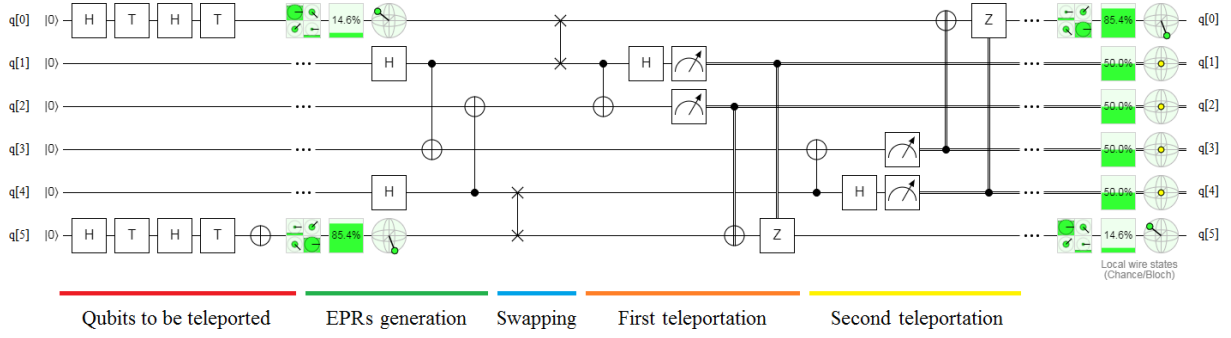 q[0] |0⟩ H T H T 14.6% Z ... 85.4% q[0]
q[1] |0⟩ ... H H ... 50.0% q[1]
q[2] |0⟩ ... ... 50.0% q[2]
q[3] |0⟩ ... ... 50.0% q[3]
q[4] |0⟩ ... H H ... 50.0% q[4]
q[5] |0⟩ H T H T 85.4% Z ... 14.6% q[5]
Local wire states
(Chance/Bloch)
Qubits to be teleported EPRs generation Swapping First teleportation Second teleportation